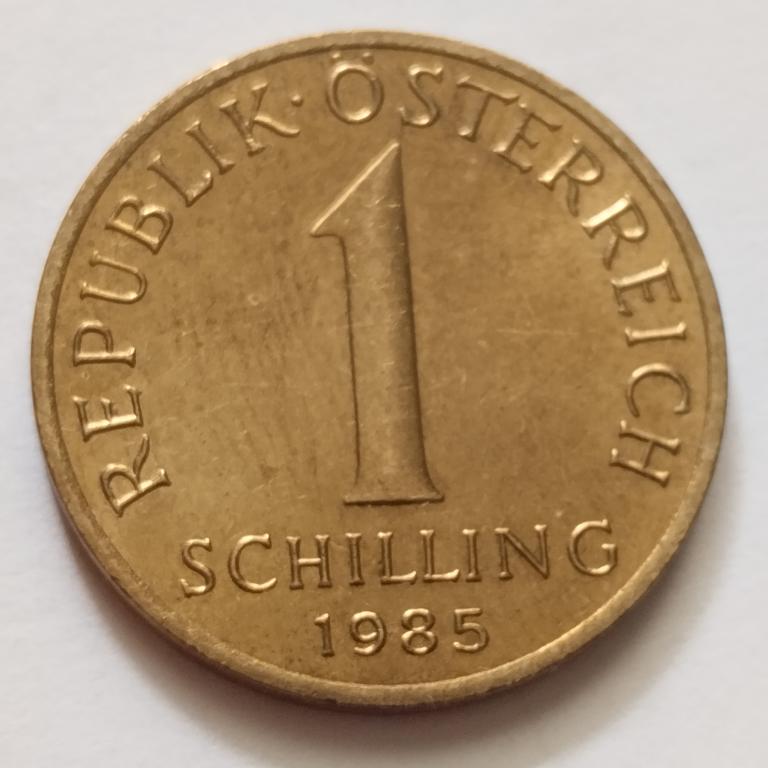 REPUBLIK · ÖSTERREICH
1
SCHILLING
1985